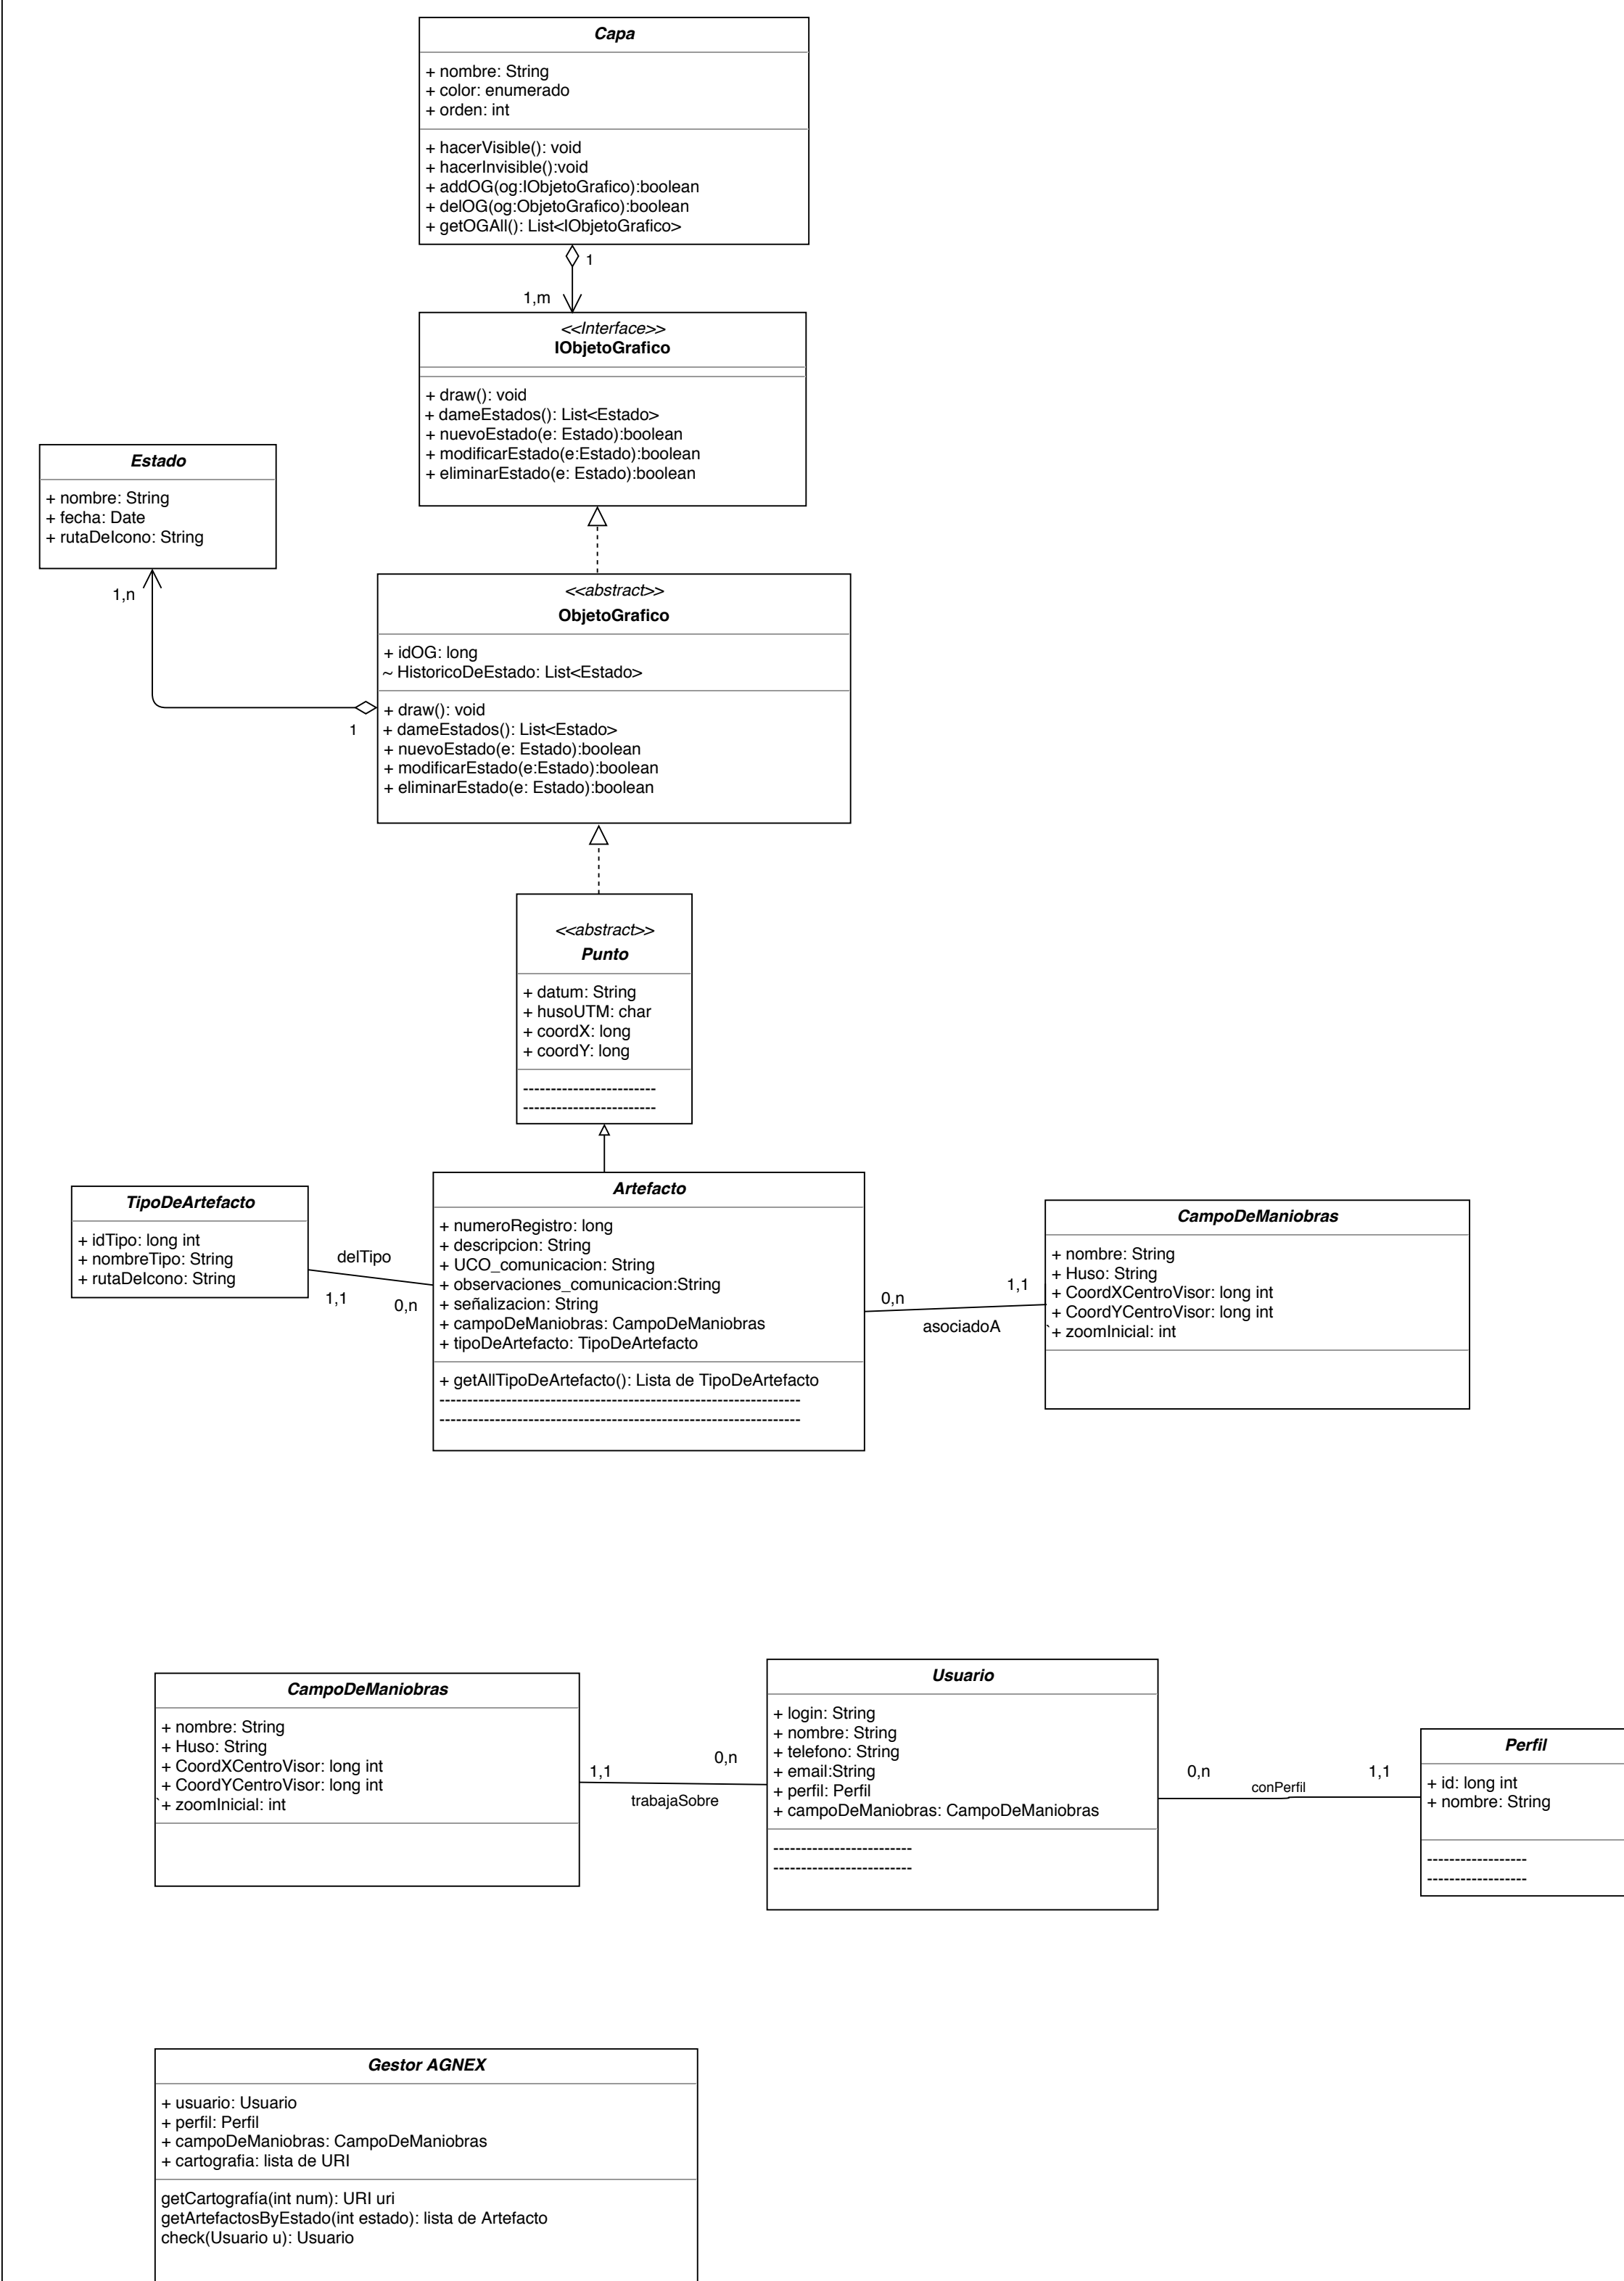 Capa
+ nombre: String
+ color: enumerado
+ orden: int
+ hacerVisible(): void
+ hacerInvisible():void
+ addOG(og:IObjetoGrafico):boolean
+ delOG(og:ObjetoGrafico):boolean
+ getOGAll(): List<IObjetoGrafico>
1
1,m
<<Interface>>
IObjetoGrafico
+ draw(): void
+ dameEstados(): List<Estado>
+ nuevoEstado(e: Estado):boolean
+ modificarEstado(e:Estado):boolean
+ eliminarEstado(e: Estado):boolean
Estado
+ nombre: String
+ fecha: Date
+ rutaDeIcono: String
1,n
1
<<abstract>>
ObjetoGrafico
+ idOG: long
~ HistoricoDeEstado: List<Estado>
+ draw(): void
+ dameEstados(): List<Estado>
+ nuevoEstado(e: Estado):boolean
+ modificarEstado(e:Estado):boolean
+ eliminarEstado(e: Estado):boolean
<<abstract>>
Punto
+ datum: String
+ husoUTM: char
+ coordX: long
+ coordY: long
------------------------
------------------------
TipoDeArtefacto
+ idTipo: long int
+ nombreTipo: String
+ rutaDeIcono: String
delTipo
1,1
0,n
Artefacto
+ numeroRegistro: long
+ descripcion: String
+ UCO_comunicacion: String
+ observaciones_comunicacion:String
+ señalizacion: String
+ campoDeManiobras: CampoDeManiobras
+ tipoDeArtefacto: TipoDeArtefacto
+ getAllTipoDeArtefacto(): Lista de TipoDeArtefacto
-----------------------------------------------------------------
-----------------------------------------------------------------
0,n
1,1
asociadoA
CampoDeManiobras
+ nombre: String
+ Huso: String
+ CoordXCentroVisor: long int
+ CoordYCentroVisor: long int
`+ zoomInicial: int
CampoDeManiobras
+ nombre: String
+ Huso: String
+ CoordXCentroVisor: long int
+ CoordYCentroVisor: long int
`+ zoomInicial: int
1,1
0,n
trabajaSobre
Usuario
+ login: String
+ nombre: String
+ telefono: String
+ email:String
+ perfil: Perfil
+ campoDeManiobras: CampoDeManiobras
-------------------------
-------------------------
0,n
1,1
conPerfil
Perfil
+ id: long int
+ nombre: String
------------------
------------------
Gestor AGNEX
+ usuario: Usuario
+ perfil: Perfil
+ campoDeManiobras: CampoDeManiobras
+ cartografia: lista de URI
getCartografía(int num): URI uri
getArtefactosByEstado(int estado): lista de Artefacto
check(Usuario u): Usuario